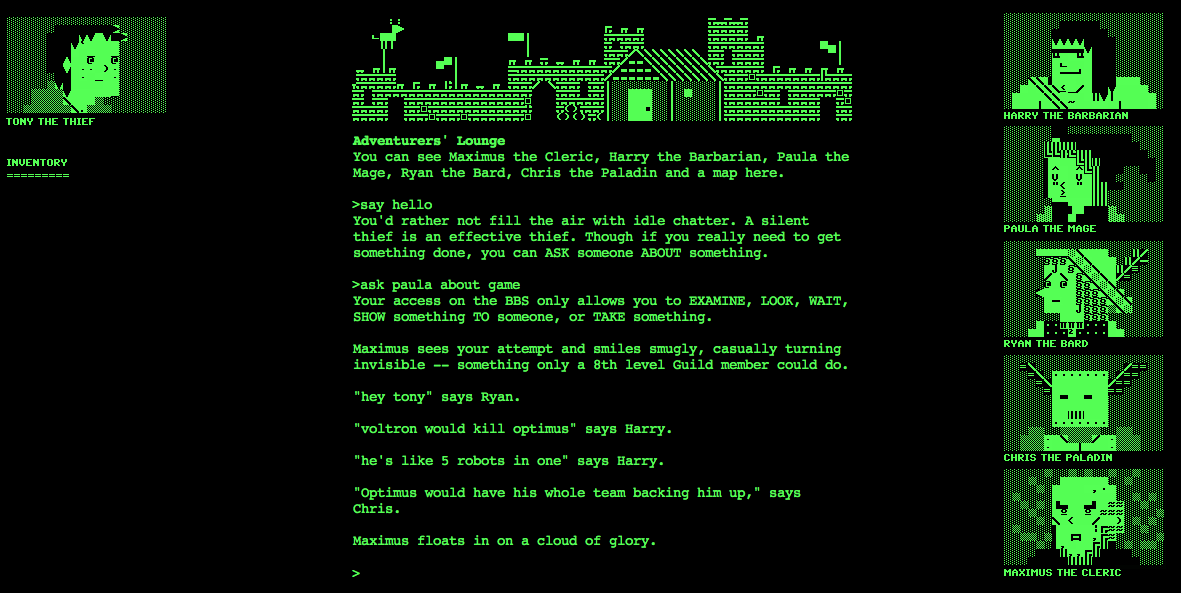 TONY THE THIEF
INVENTORY
=========
Adventurers' Lounge
You can see Maximus the Cleric, Harry the Barbarian, Paula the
Mage, Ryan the Bard, Chris the Paladin and a map here.
>say hello
You'd rather not fill the air with idle chatter. A silent
thief is an effective thief. Though if you really need to get
something done, you can ASK someone ABOUT something.
>ask paula about game
Your access on the BBS only allows you to EXAMINE, LOOK, WAIT,
SHOW something TO someone, or TAKE something.
Maximus sees your attempt and smiles smugly, casually turning
invisible -- something only a 8th level Guild member could do.
"hey tony" says Ryan.
"voltron would kill optimus" says Harry.
"he's like 5 robots in one" says Harry.
"Optimus would have his whole team backing him up," says
Chris.
Maximus floats in on a cloud of glory.
>
HARRY THE BARBARIAN
PAULA THE MAGE
RYAN THE BARD
CHRIS THE PALADIN
MAXIMUS THE CLERIC